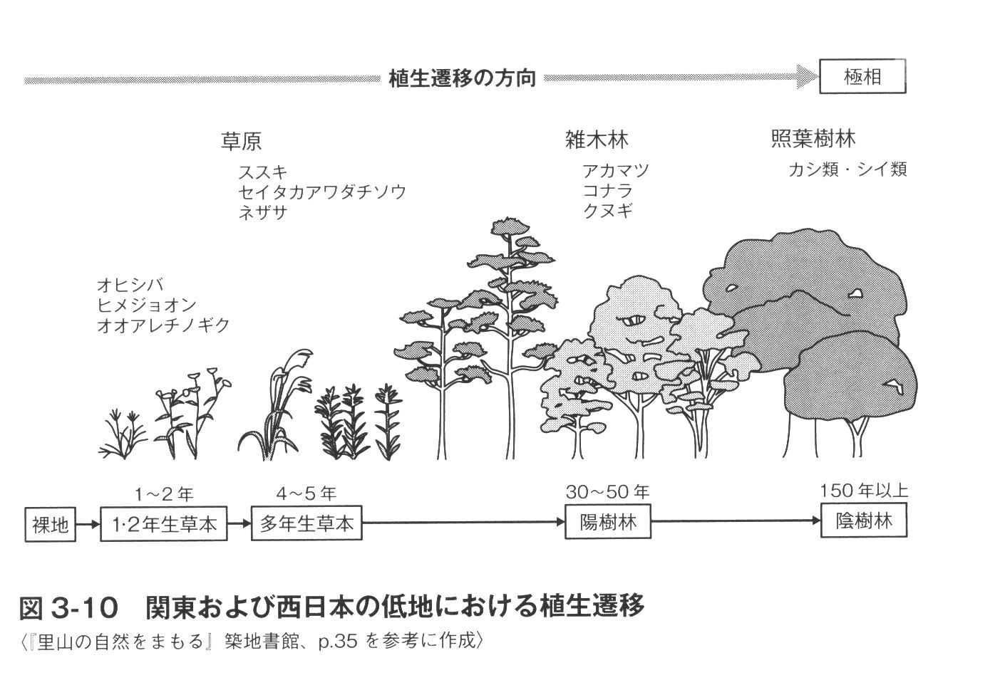 植生遷移の方向
極相
草原
ススキ
セイタカアワダチソウ
ネザサ
雑木林
アカマツ
コナラ
クヌギ
照葉樹林
カシ類・シイ類
オヒシバ
ヒメジョオン
オオアレチノギク
1～2年
4～5年
30～50年
150年以上
裸地
1・2年生草本
多年生草本
陽樹林
陰樹林
図3-10 関東および西日本の低地における植生遷移
〈『里山の自然をまもる』築地書館、p.35を参考に作成〉